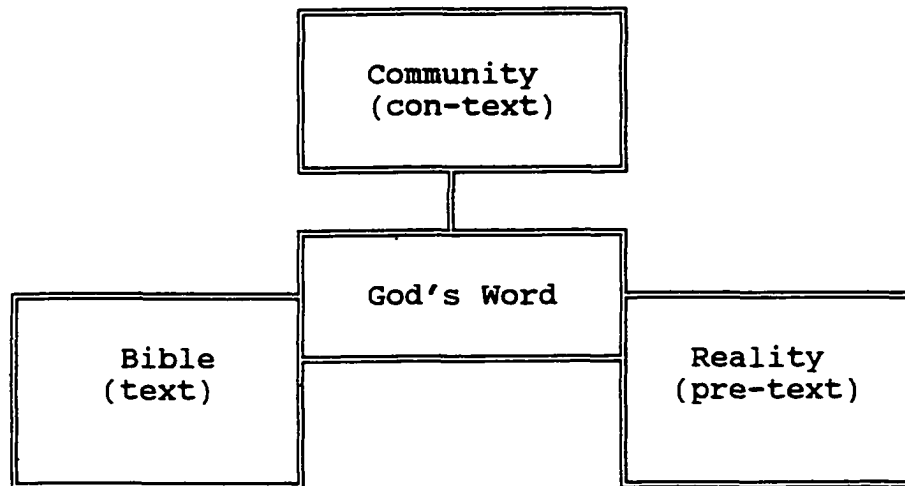 Community
(con-text)
God's Word
Bible
(text)
Reality
(pre-text)